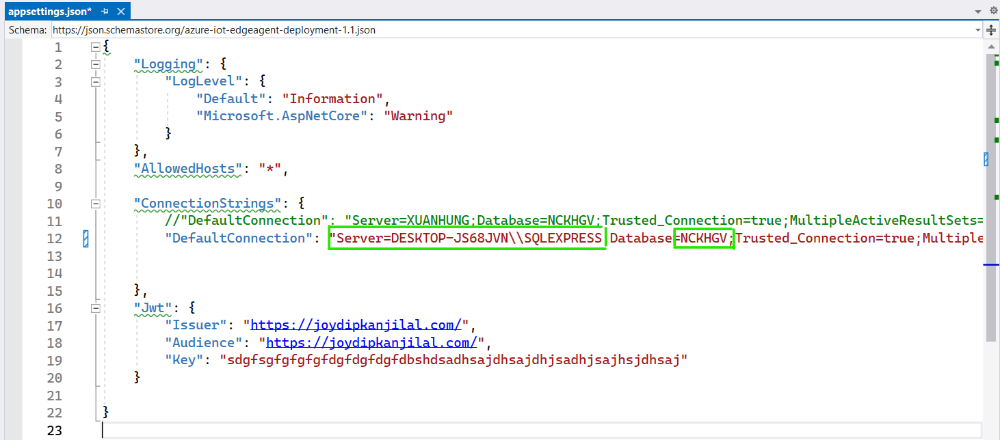 appsettings.json*
Schema: https://json.schemastore.org/azure-iot-edgeagent-deployment-1.1.json
1 {
2 "Logging": {
3 "LogLevel": {
4 "Default": "Information",
5 "Microsoft.AspNetCore": "Warning"
6 }
7 },
8 "AllowedHosts": "*",
9
10 "ConnectionStrings": {
11 //"DefaultConnection": "Server=XUANHUNG;Database=NCKHGV;Trusted_Connection=true;MultipleActiveResultSets=
12 "DefaultConnection": "Server=DESKTOP-JS68JVN\\SQLEXPRESS Database=NCKHGV;Trusted_Connection=true;Multiple
13
14
15 },
16 "Jwt": {
17 "Issuer": "https://joydipkanjilal.com/",
18 "Audience": "https://joydipkanjilal.com/",
19 "Key": "sdgfsgfgfgfgfdgfdgfdgfdbshdsadhsajdhsajdhjsadhjsajhsjdhsaj"
20 }
21
22 }
23